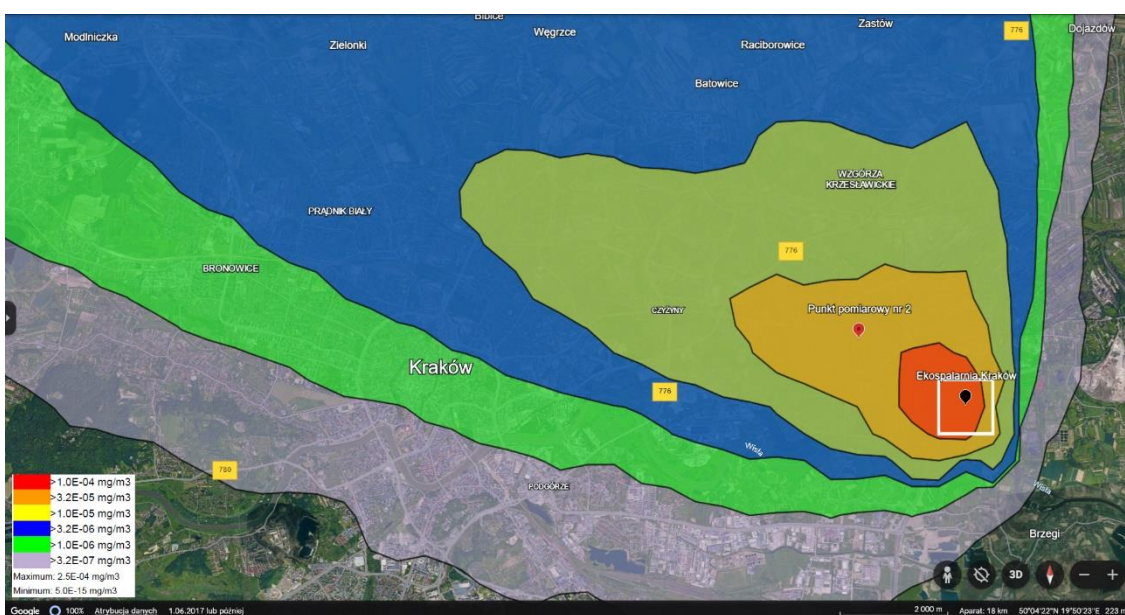 Bibice
Modlniczka
Zielonki
Węgrzce
Raciborowice
Zastów
776
Dojazdów
Batowice
WZGÓRZA
KRZESŁAWICKIE
PRĄDNIK BIAŁY
776
BRONOWICE
CZYŻYNY
Punkt pomiarowy nr 2
Kraków
Ekospalarnia Kraków
776
Wisła
780
PODGÓRZE
Wisła
Brzegi
>1.0E-04 mg/m3
>3.2E-05 mg/m3
>1.0E-05 mg/m3
>3.2E-06 mg/m3
>1.0E-06 mg/m3
>3.2E-07 mg/m3
Maximum: 2.5E-04 mg/m3
Minimum: 5.0E-15 mg/m3
3D
Google 100% Atrybucja danych 1.06.2017 lub później 2 000 m Aparat: 18 km 50°04'22"N 19°50'23"E 223 m